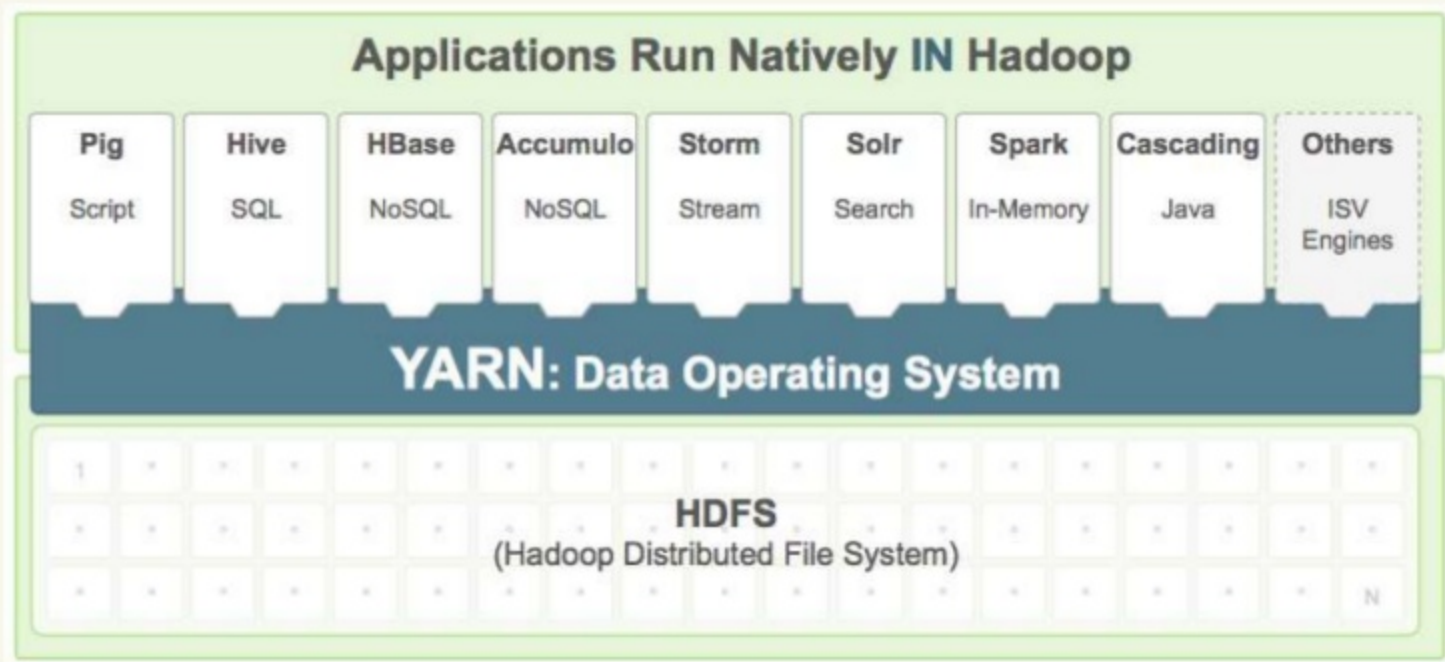 Applications Run Natively IN Hadoop
Pig
Script
Hive
SQL
HBase
NoSQL
Accumulo
NoSQL
Storm
Stream
Solr
Search
Spark
In-Memory
Cascading
Java
Others
ISV
Engines
YARN: Data Operating System
1
HDFS
(Hadoop Distributed File System)
N